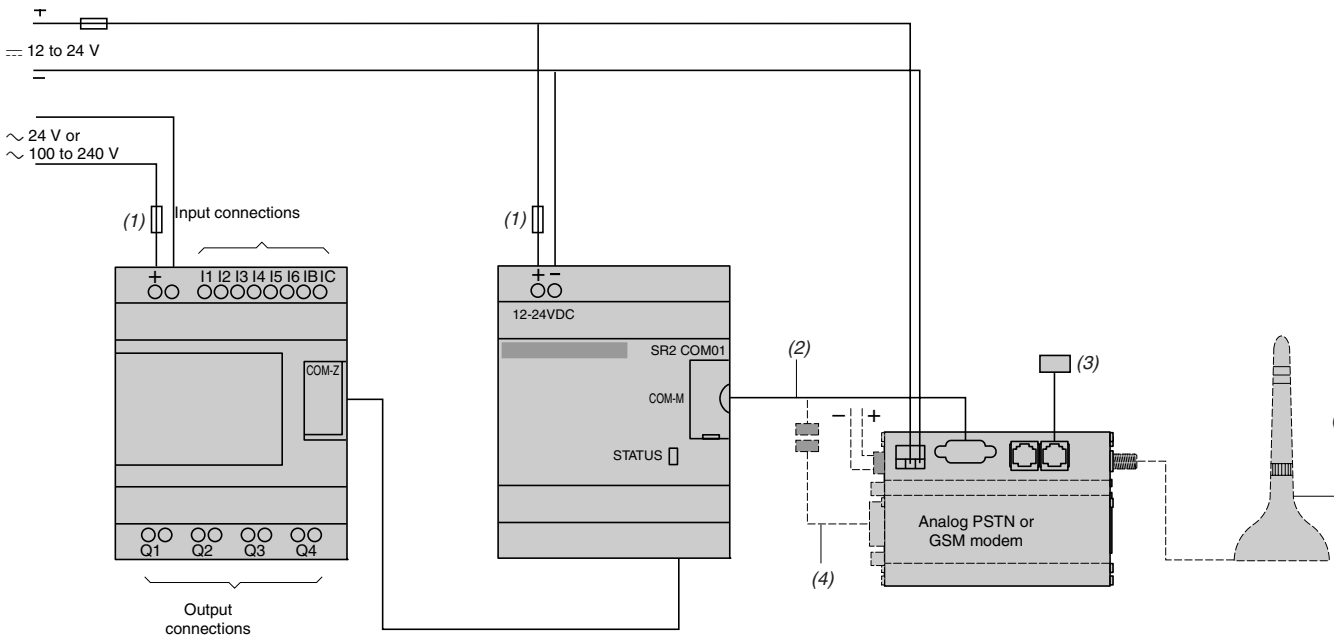 +
⎓ 12 to 24 V
−
∼ 24 V or
∼ 100 to 240 V
(1)
Input connections
(1)
+
I1 I2 I3 I4 I5 I6 IB IC
+ −
12-24VDC
SR2 COM01
COM-Z
COM-M
STATUS
(2)
(3)
− +
Analog PSTN or
GSM modem
(4)
Q1 Q2 Q3 Q4
Output
connections
(